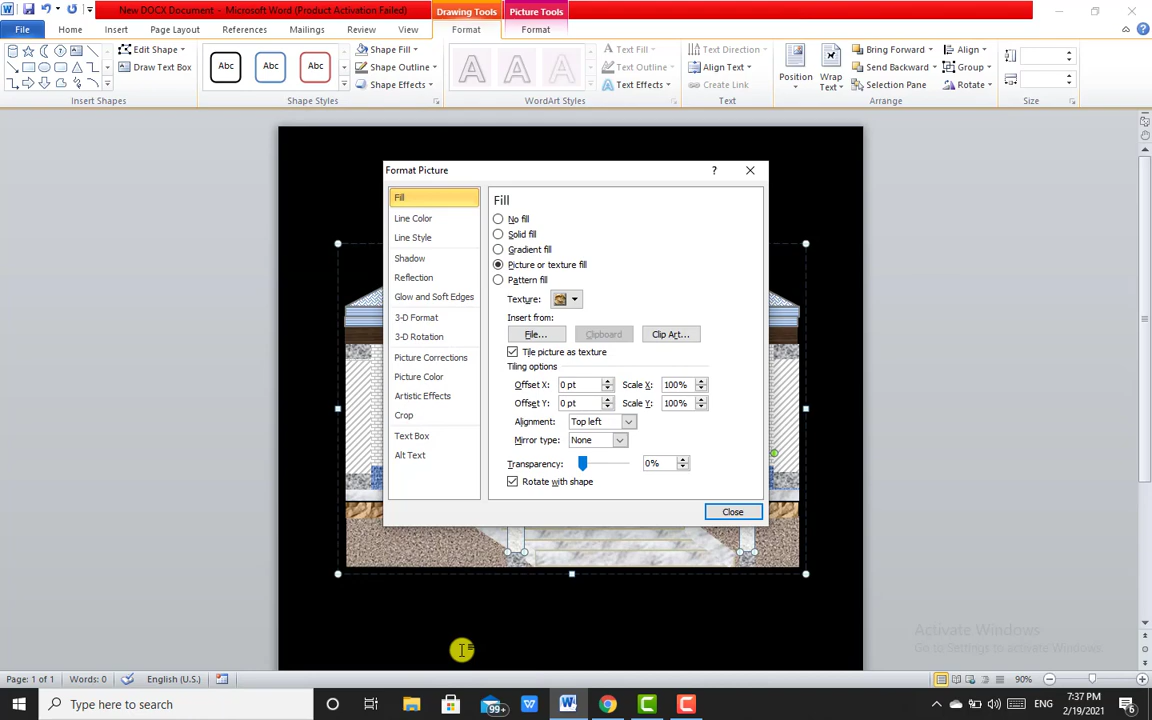 New DOCX Document - Microsoft Word (Product Activation Failed)
Drawing Tools
Picture Tools
File
Home
Insert
Page Layout
References
Mailings
Review
View
Format
Format
Edit Shape
Draw Text Box
Insert Shapes
Abc
Abc
Abc
Shape Fill
Shape Outline
Shape Effects
Shape Styles
A A A
Text Fill
Text Outline
Text Effects
WordArt Styles
Text Direction
Align Text
Create Link
Text
Position
Wrap Text
Bring Forward
Send Backward
Selection Pane
Align
Group
Rotate
Arrange
Size
Format Picture
?
Fill
Line Color
Line Style
Shadow
Reflection
Glow and Soft Edges
3-D Format
3-D Rotation
Picture Corrections
Picture Color
Artistic Effects
Crop
Text Box
Alt Text
Fill
No fill
Solid fill
Gradient fill
Picture or texture fill
Pattern fill
Texture:
Insert from:
File...
Clipboard
Clip Art...
Tile picture as texture
Tiling options
Offset X: 0 pt Scale X: 100%
Offset Y: 0 pt Scale Y: 100%
Alignment: Top left
Mirror type: None
Transparency: 0%
Rotate with shape
Close
Activate Windows
Go to Settings to activate Windows.
Page: 1 of 1
Words: 0
English (U.S.)
90%
Type here to search
99+
ENG
7:37 PM
2/19/2021
6